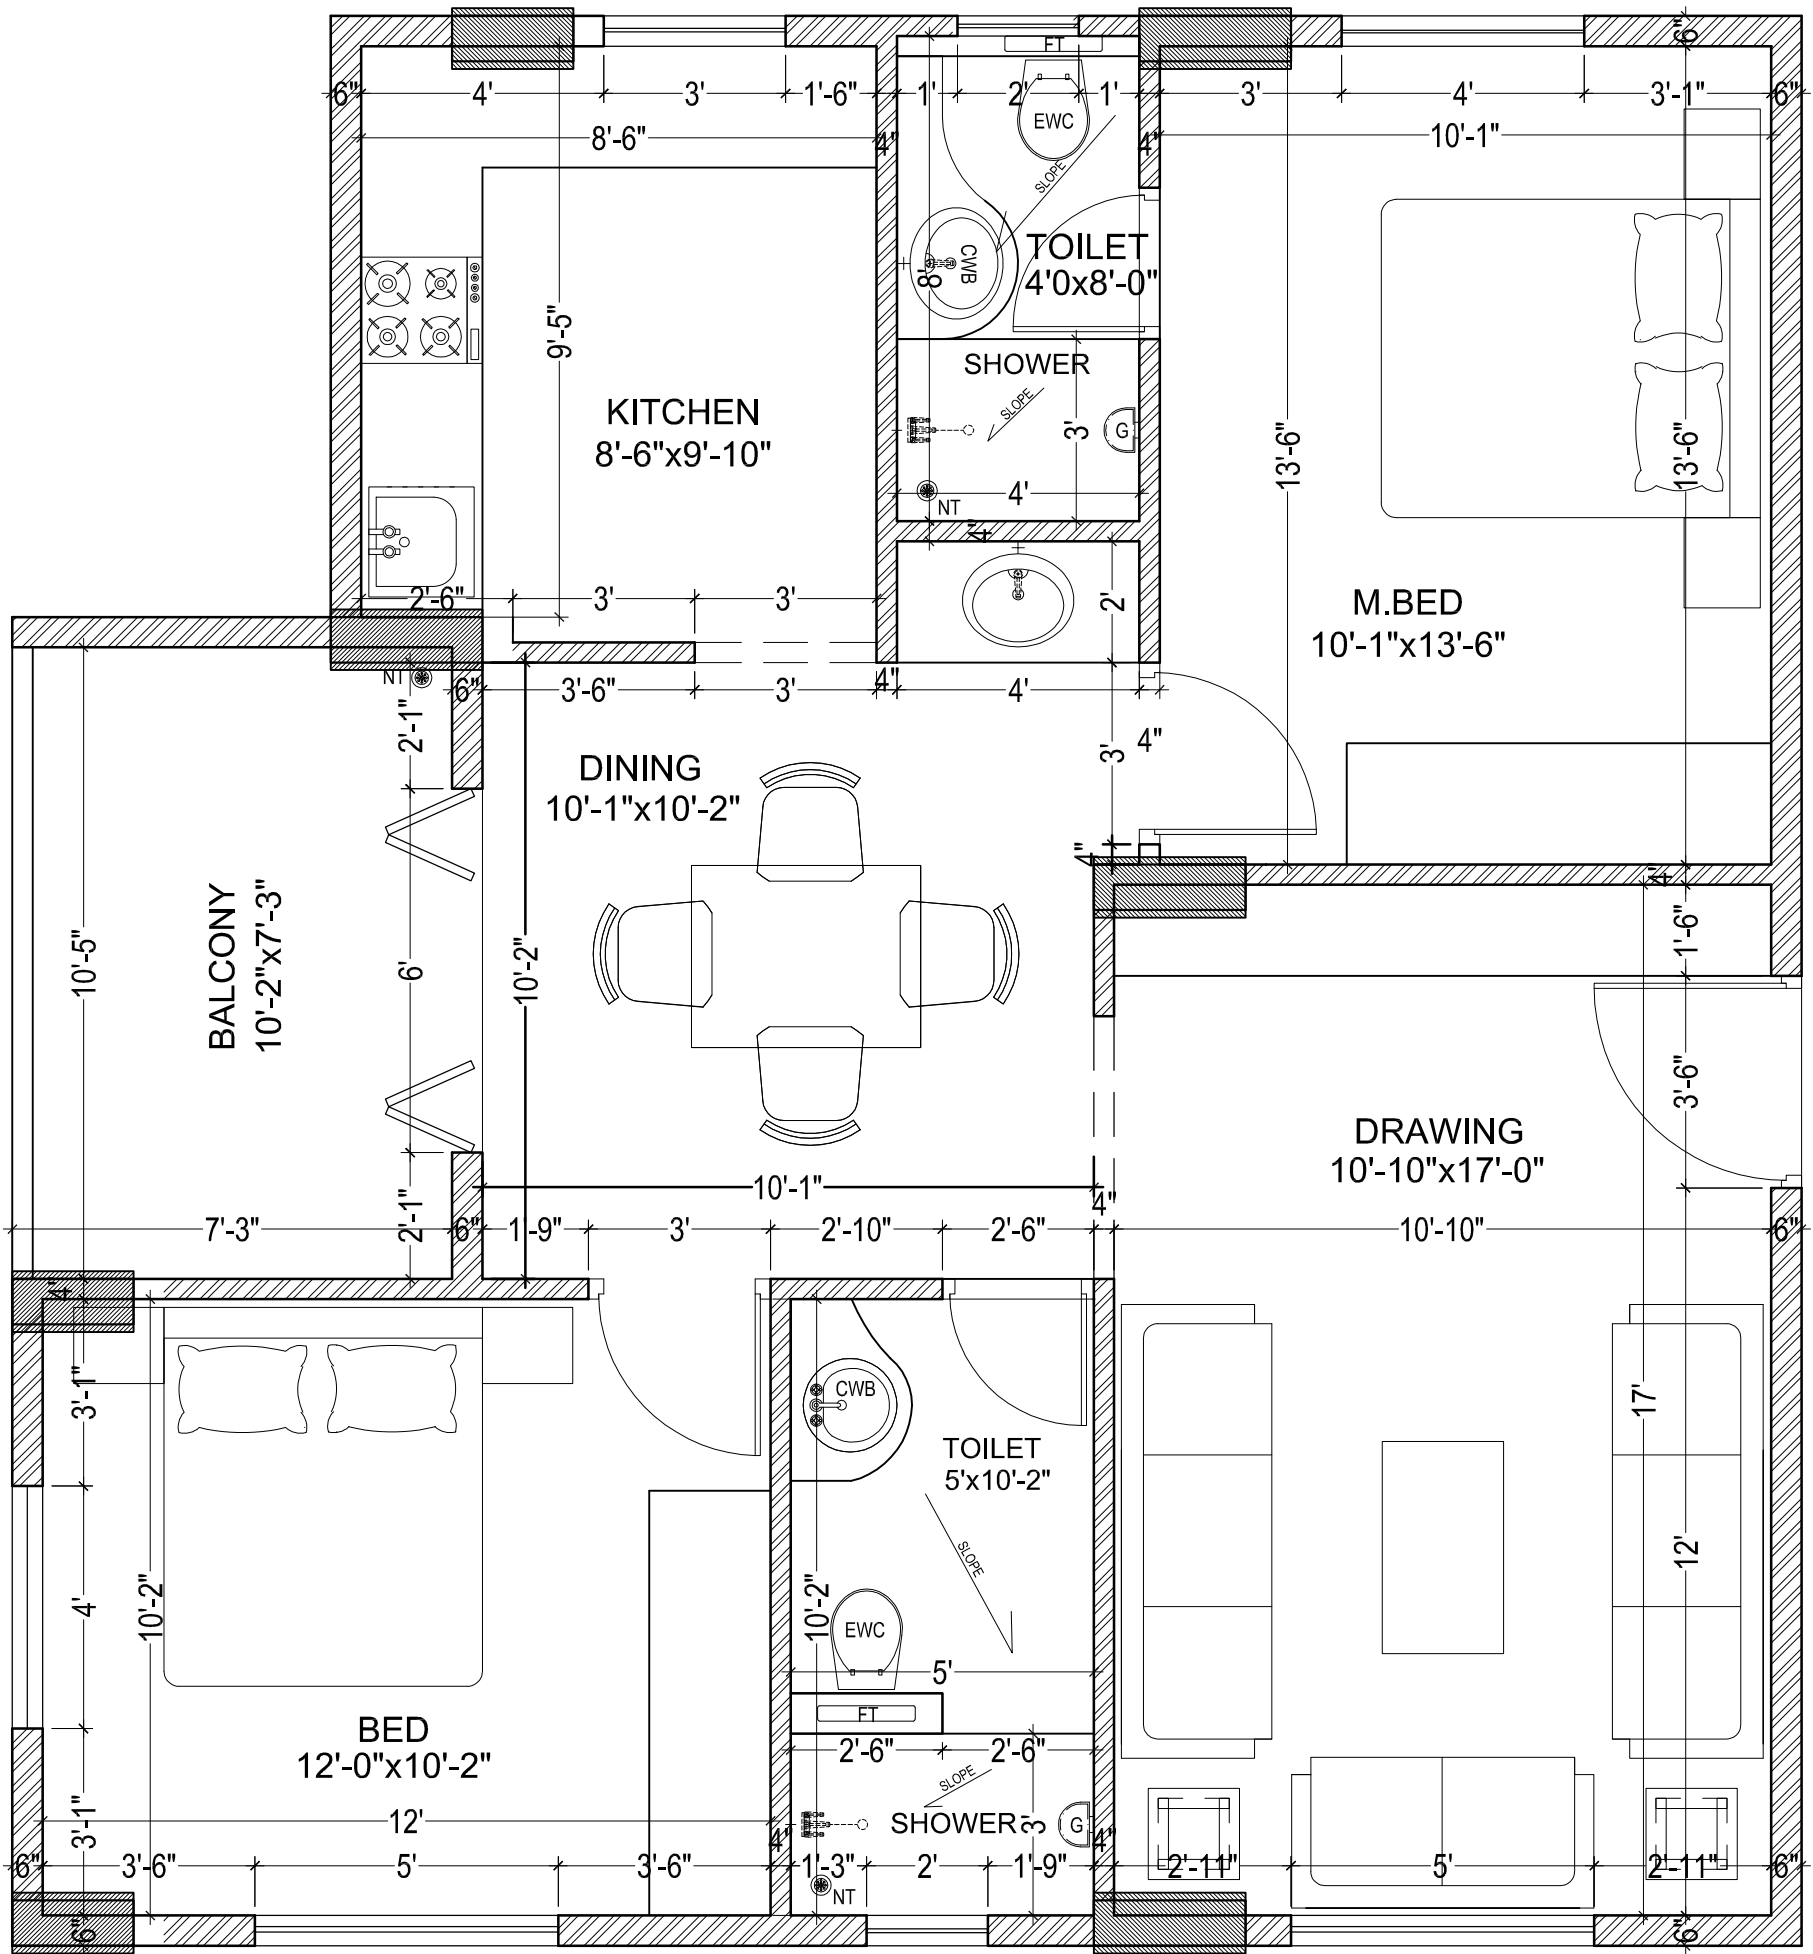 FT
6"
6"
4'
3'
1'-6"
1'
2'
1'
3'
4'
3'-1"
6"
8'-6"
4"
EWC
4"
10'-1"
SLOPE
TOILET
4'0x8'-0"
CWB
8'
9'-5"
SHOWER
SLOPE
KITCHEN
8'-6"x9'-10"
3'
G
13'-6"
13'-6"
4'
NT
4"
2'-6"
3'
3'
2'
M.BED
10'-1"x13'-6"
NT
6"
3'-6"
3'
4"
4'
2'-1"
3'
4"
DINING
10'-1"x10'-2"
4"
4"
BALCONY
10'-2"x7'-3"
10'-5"
6'
10'-2"
1'-6"
3'-6"
DRAWING
10'-10"x17'-0"
10'-1"
4"
7'-3"
2'-1"
6"
1'-9"
3'
2'-10"
2'-6"
10'-10"
6"
4"
3'-1"
CWB
17'
TOILET
5'x10'-2"
SLOPE
12'
4'
10'-2"
10'-2"
EWC
5'
FT
BED
12'-0"x10'-2"
2'-6"
2'-6"
SLOPE
3'-1"
12'
SHOWER
3'
G
4"
4"
6"
3'-6"
5'
3'-6"
1'-3"
2'
1'-9"
2'-11"
5'
2'-11"
6"
NT
6"
6"